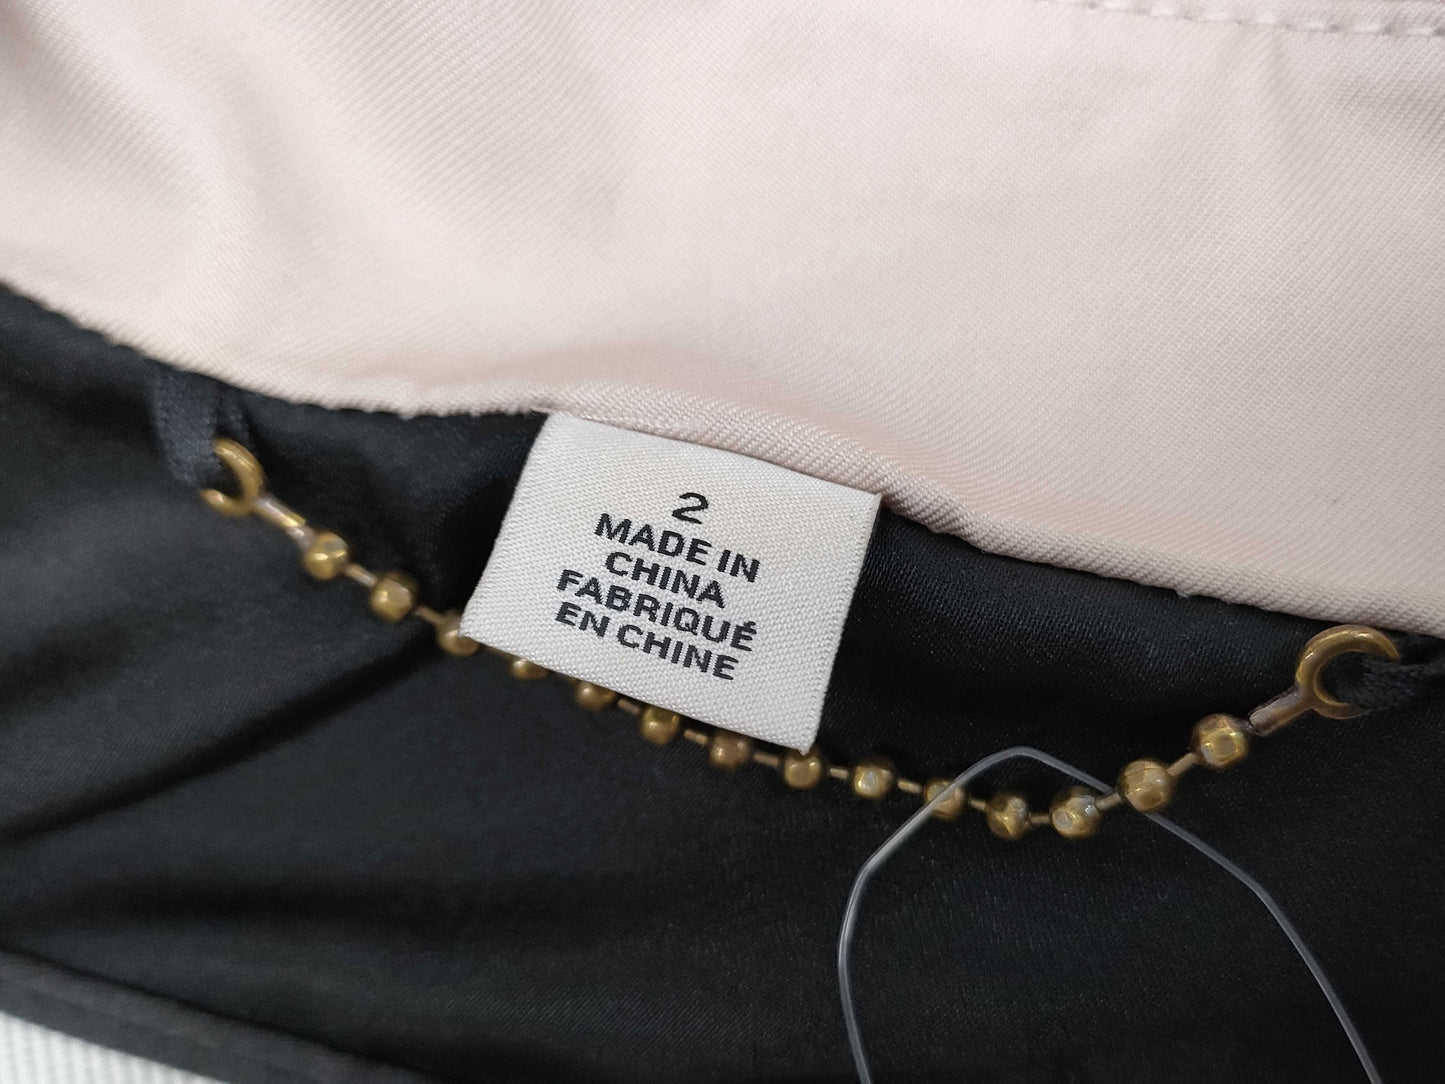 2
MADE IN
CHINA
FABRIQUÉ
EN CHINE